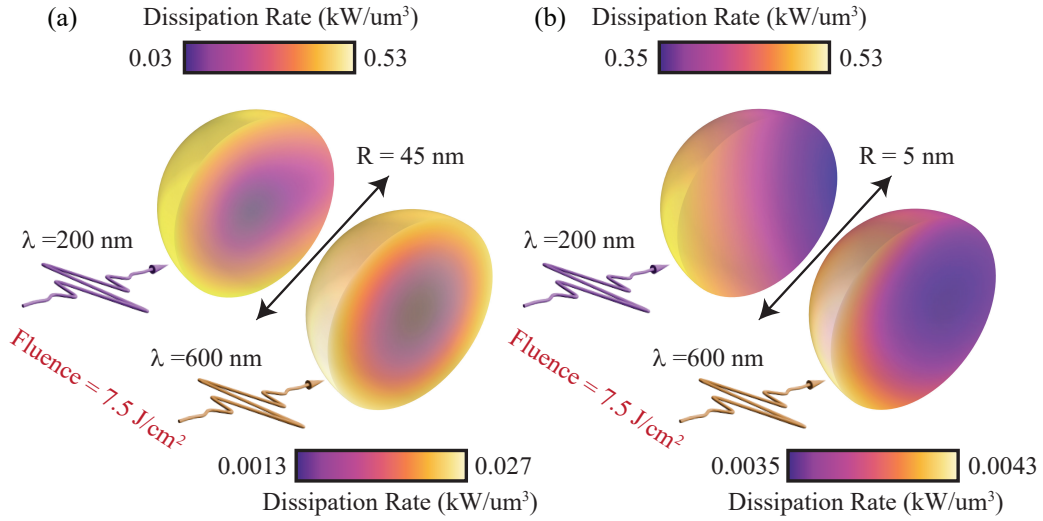 (a)
Dissipation Rate (kW/um³)
0.03
0.53
R = 45 nm
λ =200 nm
λ =600 nm
Fluence = 7.5 J/cm²
0.0013
0.027
Dissipation Rate (kW/um³)
(b)
Dissipation Rate (kW/um³)
0.35
0.53
R = 5 nm
λ =200 nm
λ =600 nm
Fluence = 7.5 J/cm²
0.0035
0.0043
Dissipation Rate (kW/um³)